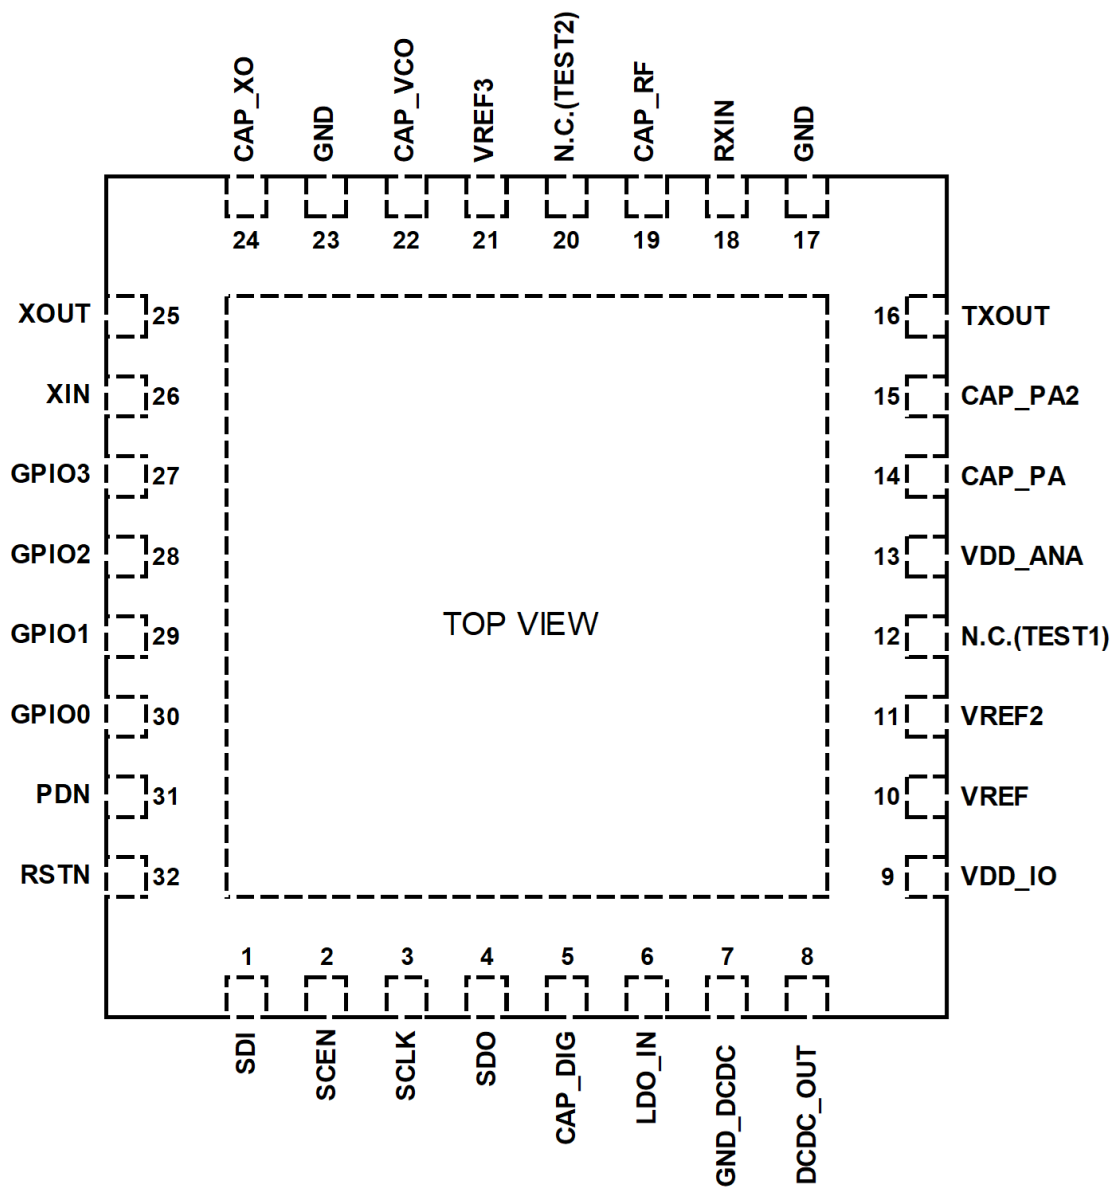 CAP_XO
GND
CAP_VCO
VREF3
N.C.(TEST2)
CAP_RF
RXIN
GND
24
23
22
21
20
19
18
17
XOUT 25
XIN 26
GPIO3 27
GPIO2 28
GPIO1 29
GPIO0 30
PDN 31
RSTN 32
TOP VIEW
16 TXOUT
15 CAP_PA2
14 CAP_PA
13 VDD_ANA
12 N.C.(TEST1)
11 VREF2
10 VREF
9 VDD_IO
1
2
3
4
5
6
7
8
SDI
SCEN
SCLK
SDO
CAP_DIG
LDO_IN
GND_DCDC
DCDC_OUT